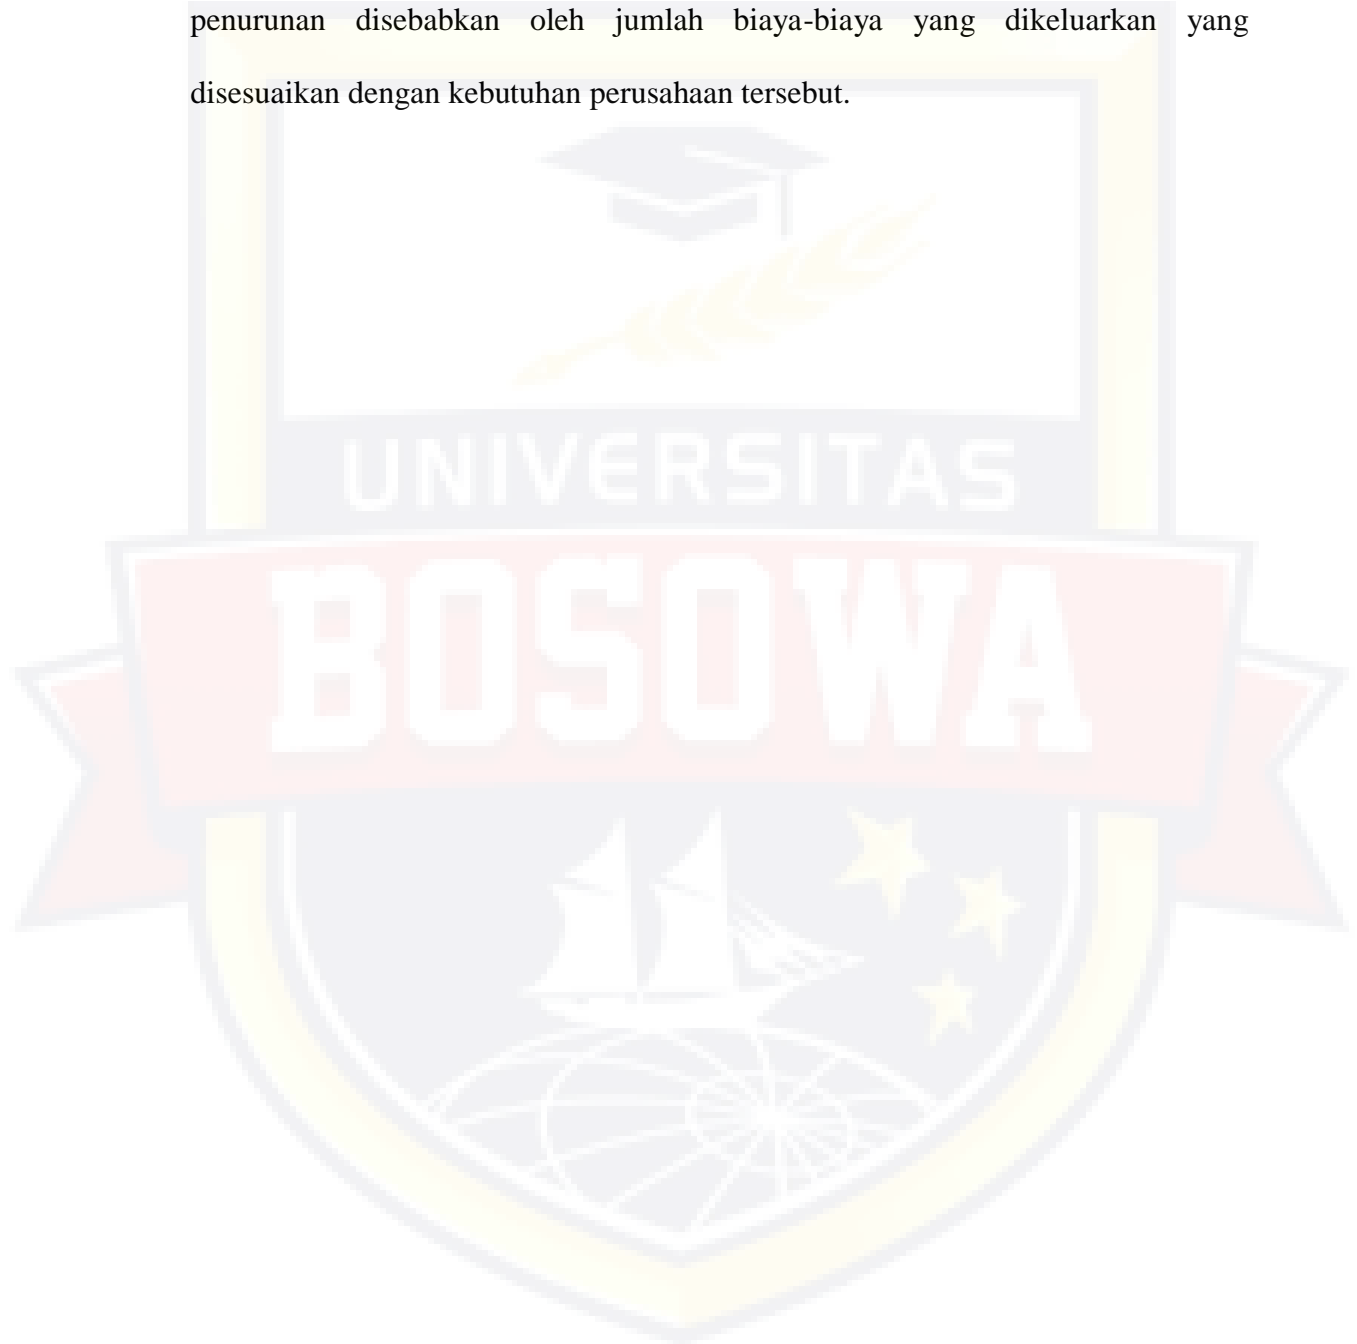 penurunan disebabkan oleh jumlah biaya-biaya yang dikeluarkan yang
disesuaikan dengan kebutuhan perusahaan tersebut.
UNIVERSITAS
BOSOWA